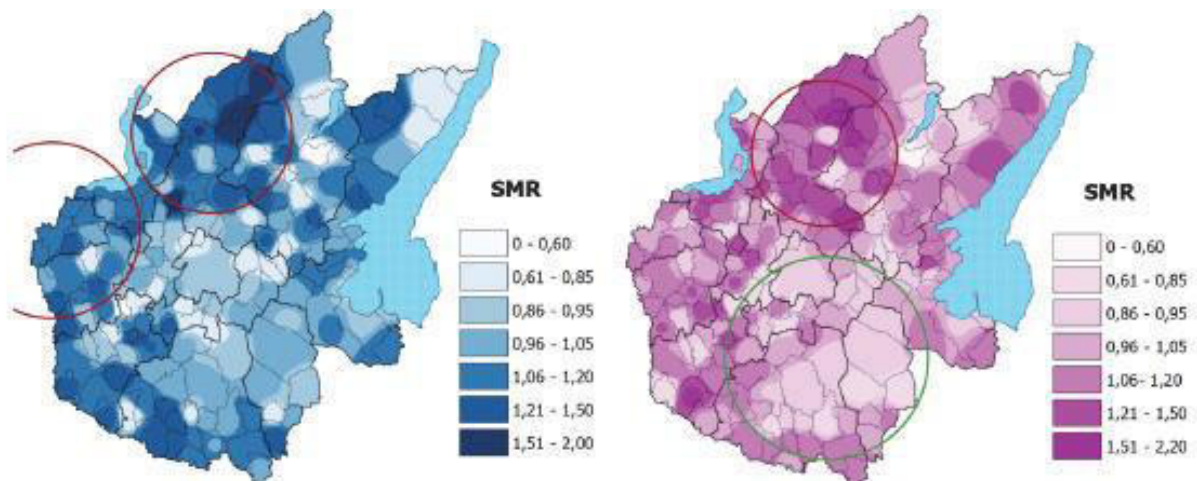 SMR
0 - 0,60
0,61 - 0,85
0,86 - 0,95
0,96 - 1,05
1,06 - 1,20
1,21 - 1,50
1,51 - 2,00
SMR
0 - 0,60
0,61 - 0,85
0,86 - 0,95
0,96 - 1,05
1,06- 1,20
1,21 - 1,50
1,51 - 2,20